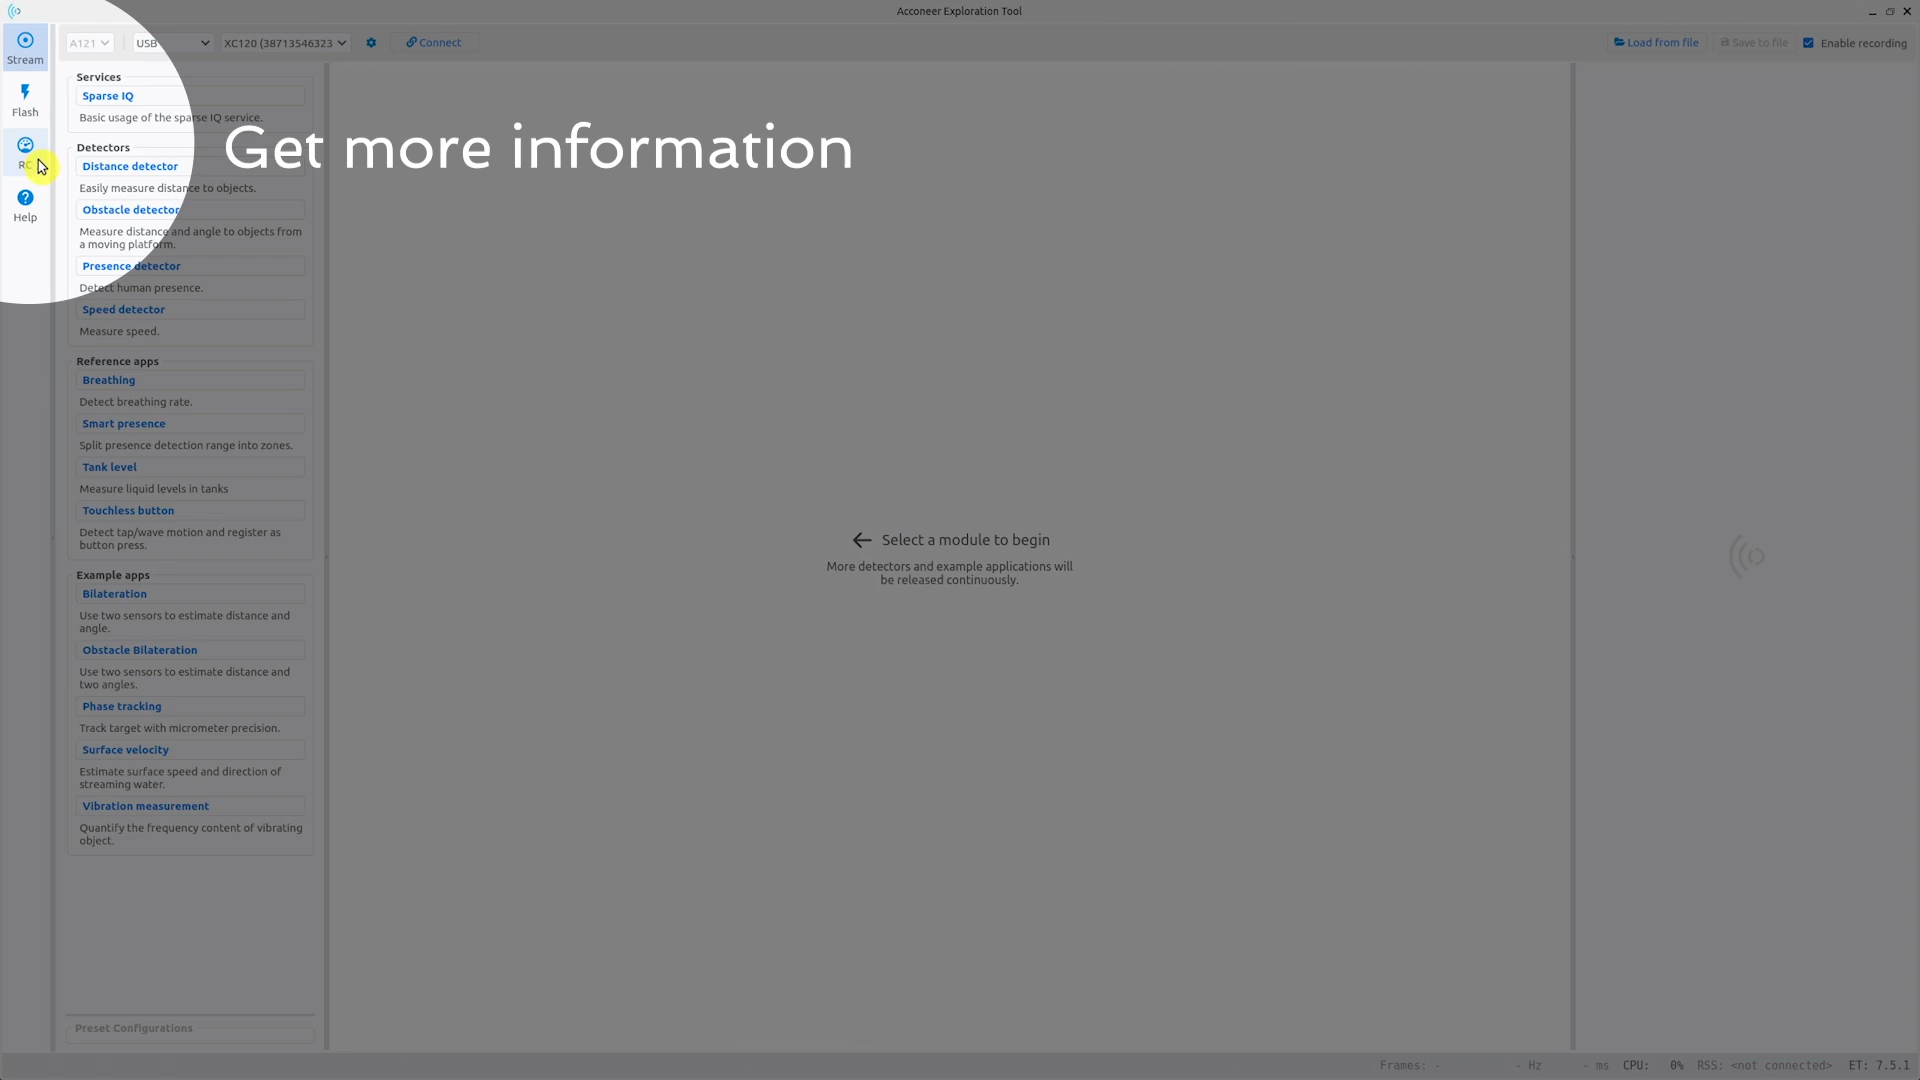 Acconeer Exploration Tool
A121 USB XC120 (38713546323 Connect Load from file Save to file Enable recording
Stream
Flash
RC
Help
Get more information
Services
Sparse IQ
Basic usage of the sparse IQ service.
Detectors
Distance detector
Easily measure distance to objects.
Obstacle detector
Measure distance and angle to objects from
a moving platform.
Presence detector
Detect human presence.
Speed detector
Measure speed.
Reference apps
Breathing
Detect breathing rate.
Smart presence
Split presence detection range into zones.
Tank level
Measure liquid levels in tanks
Touchless button
Detect tap/wave motion and register as
button press.
Example apps
Bilateration
Use two sensors to estimate distance and
angle.
Obstacle Bilateration
Use two sensors to estimate distance and
two angles.
Phase tracking
Track target with micrometer precision.
Surface velocity
Estimate surface speed and direction of
streaming water.
Vibration measurement
Quantify the frequency content of vibrating
object.
Preset Configurations
Select a module to begin
More detectors and example applications will
be released continuously.
Frames: - - Hz - ms CPU: 0% RSS: <not connected> ET: 7.5.1